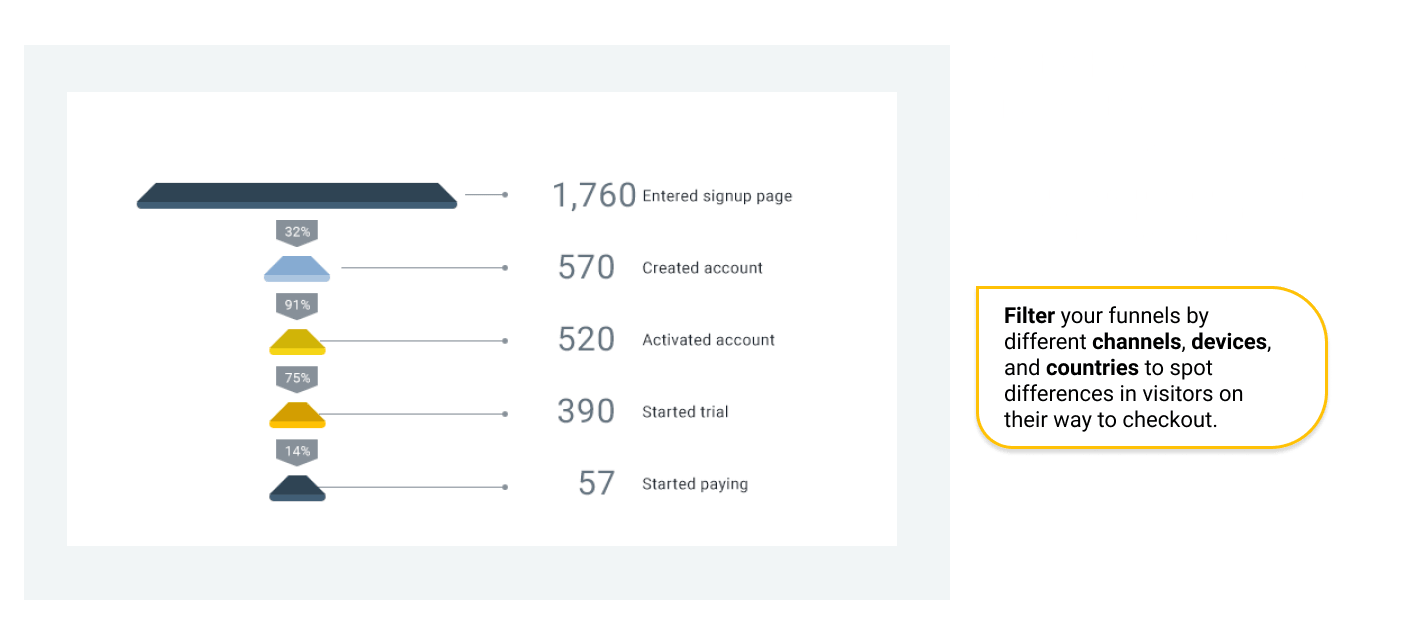 1,760 Entered signup page
32%
570 Created account
91%
520 Activated account
75%
390 Started trial
14%
57 Started paying
Filter your funnels by
different channels, devices,
and countries to spot
differences in visitors on
their way to checkout.